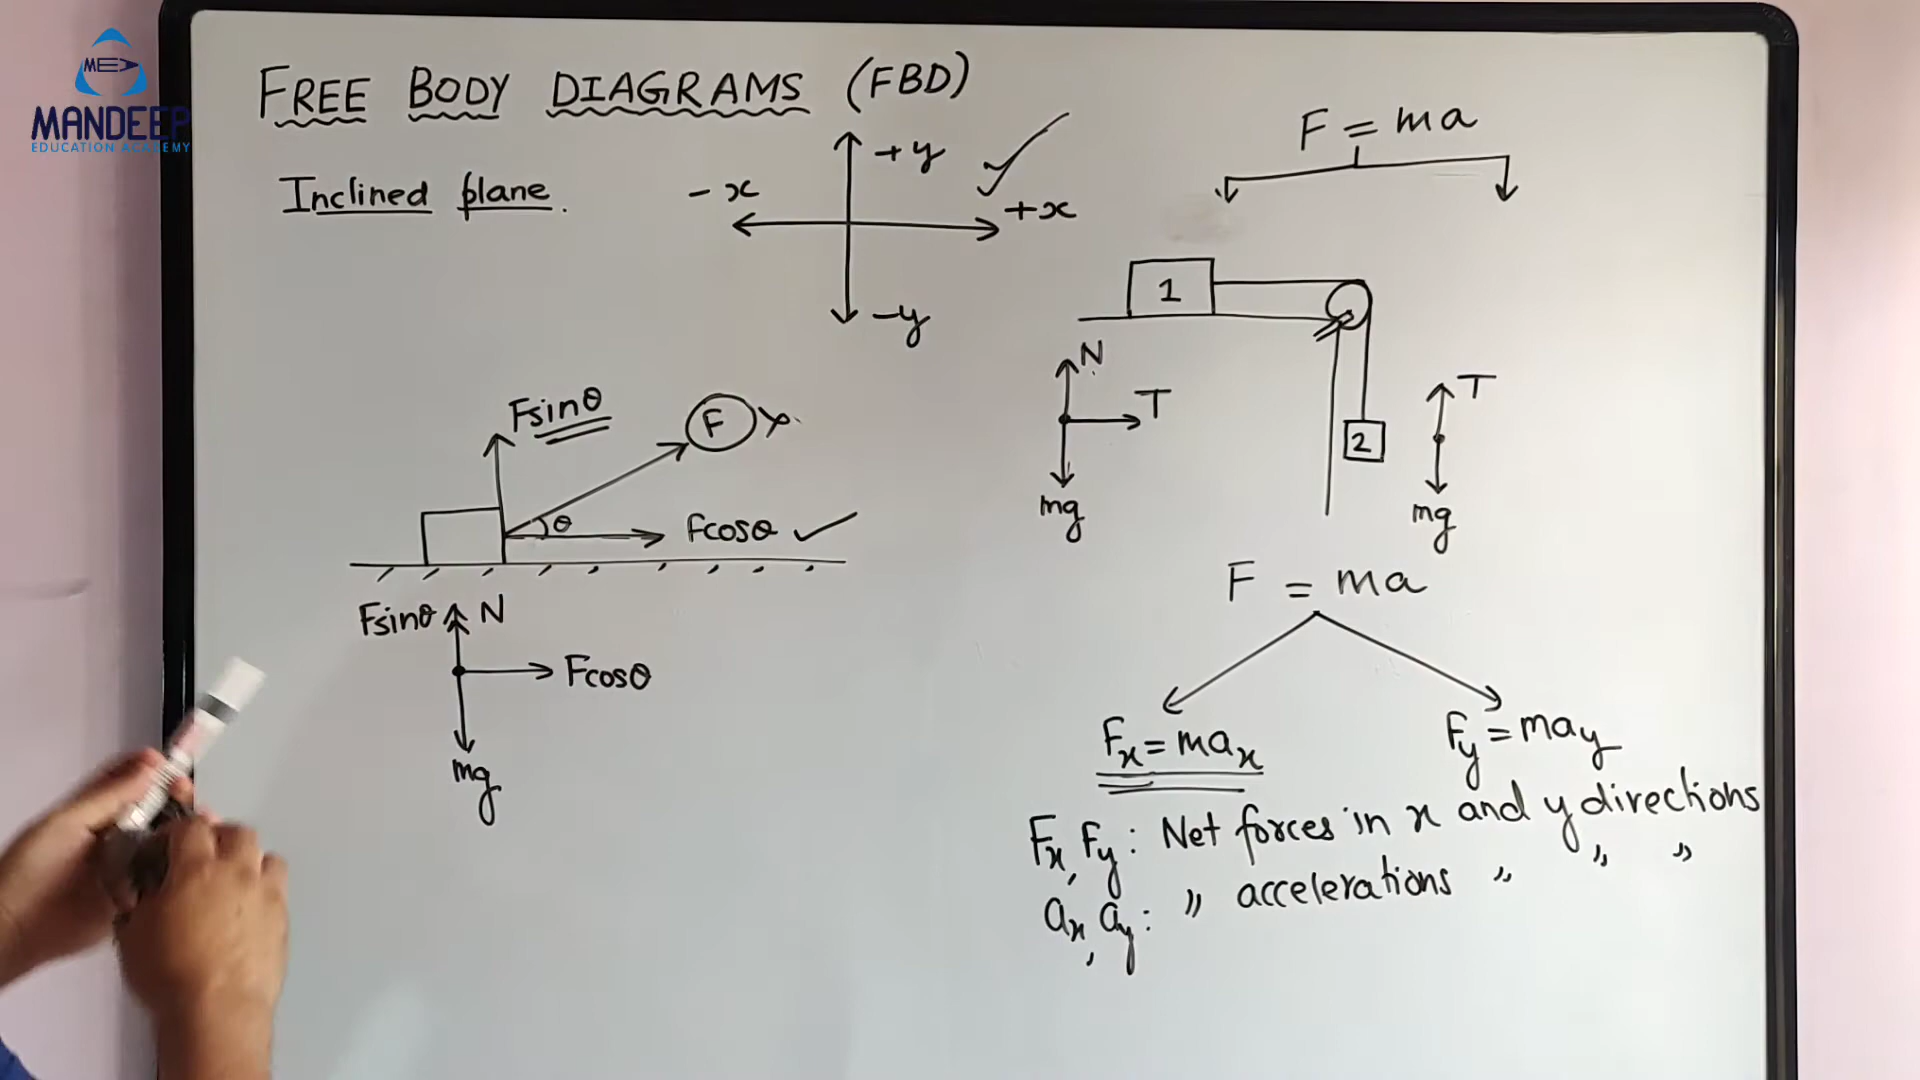 MEA
MANDEEP
EDUCATION ACADEMY
FREE BODY DIAGRAMS (FBD)
Inclined plane.
+y
-x
+x
-y
F = ma
1
2
N
T
mg
T
mg
Fsinθ
F
θ
Fcosθ
Fsinθ
N
Fcosθ
mg
F = ma
Fx = max
Fy = may
Fx, Fy : Net forces in x and y directions
ax, ay : " accelerations " " "